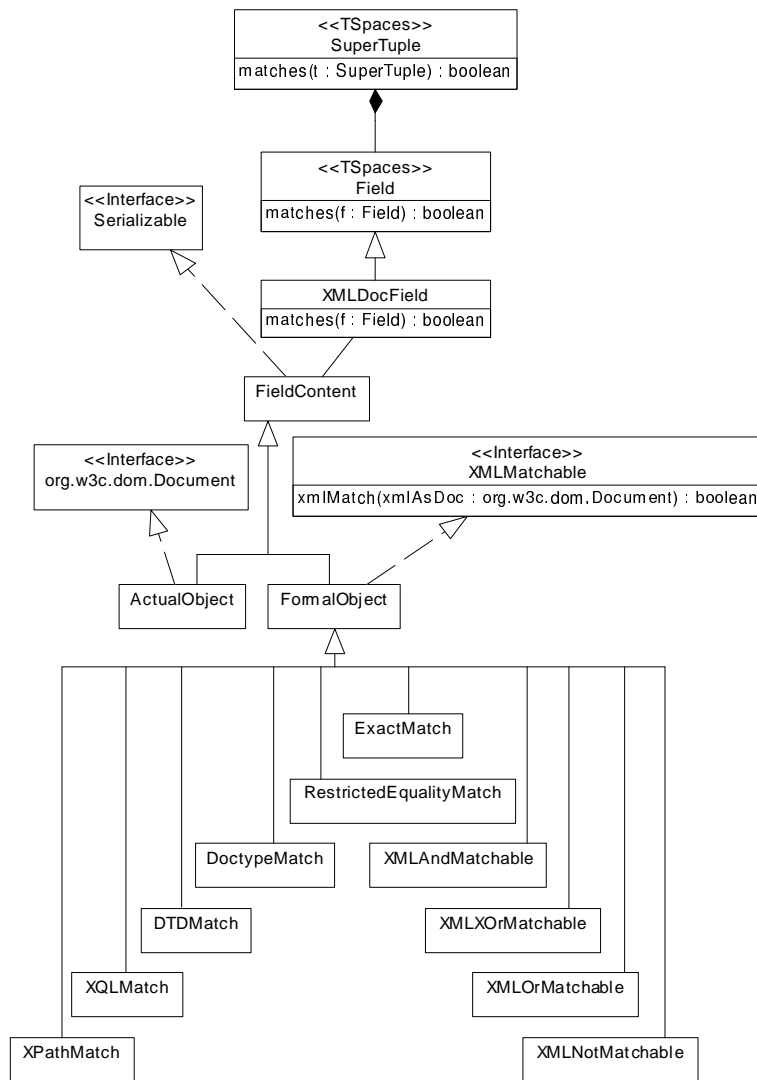 <<TSpaces>>
SuperTuple
matches(t : SuperTuple) : boolean
<<TSpaces>>
Field
matches(f : Field) : boolean
<<Interface>>
Serializable
XMLDocField
matches(f : Field) : boolean
FieldContent
<<Interface>>
org.w3c.dom.Document
<<Interface>>
XMLMatchable
xmlMatch(xmlAsDoc : org.w3c.dom.Document) : boolean
ActualObject
FormalObject
ExactMatch
RestrictedEqualityMatch
DoctypeMatch
XMLAndMatchable
DTDMatch
XMLXOrMatchable
XQLMatch
XMLOrMatchable
XPathMatch
XMLNotMatchable